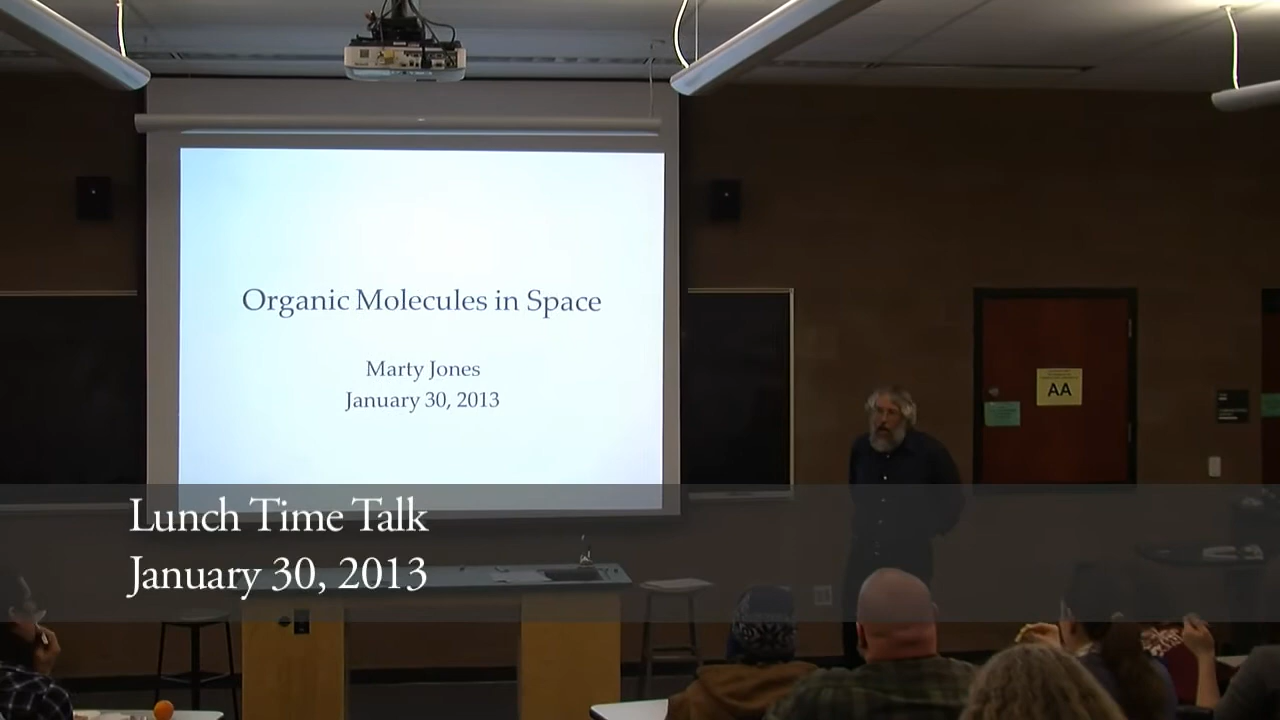 Organic Molecules in Space
Marty Jones
January 30, 2013
AA
Lunch Time Talk
January 30, 2013